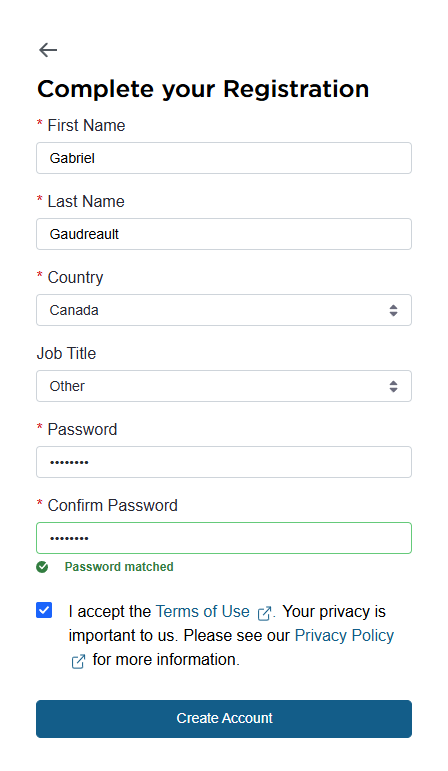 Complete your Registration
* First Name
Gabriel
* Last Name
Gaudreault
* Country
Canada
Job Title
Other
* Password
••••••••
* Confirm Password
••••••••
Password matched
I accept the Terms of Use . Your privacy is
important to us. Please see our Privacy Policy
for more information.
Create Account